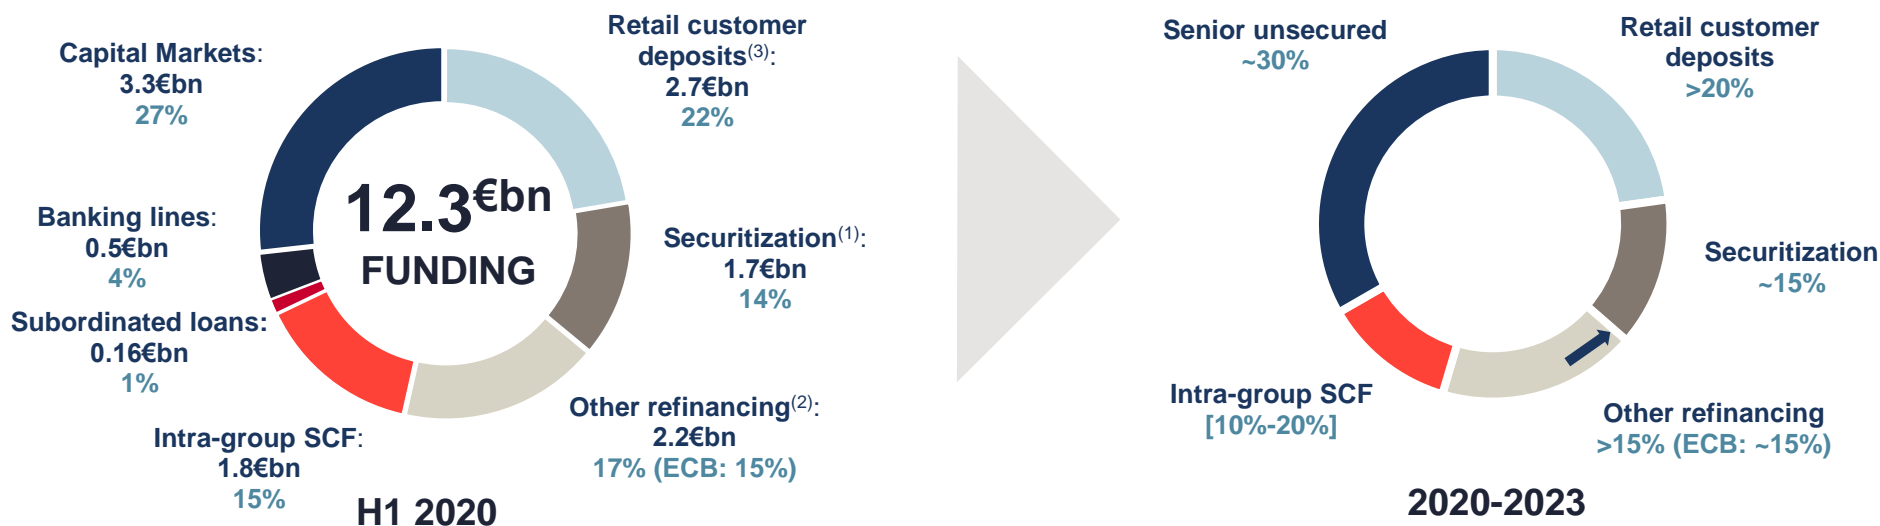 Capital Markets:
3.3€bn
27%
Retail customer
deposits(3):
2.7€bn
22%
Banking lines:
0.5€bn
4%
12.3€bn
FUNDING
Securitization(1):
1.7€bn
14%
Subordinated loans:
0.16€bn
1%
Intra-group SCF:
1.8€bn
15%
Other refinancing(2):
2.2€bn
17% (ECB: 15%)
H1 2020
Senior unsecured
~30%
Retail customer
deposits
>20%
Securitization
~15%
Intra-group SCF
[10%-20%]
Other refinancing
>15% (ECB: ~15%)
2020-2023